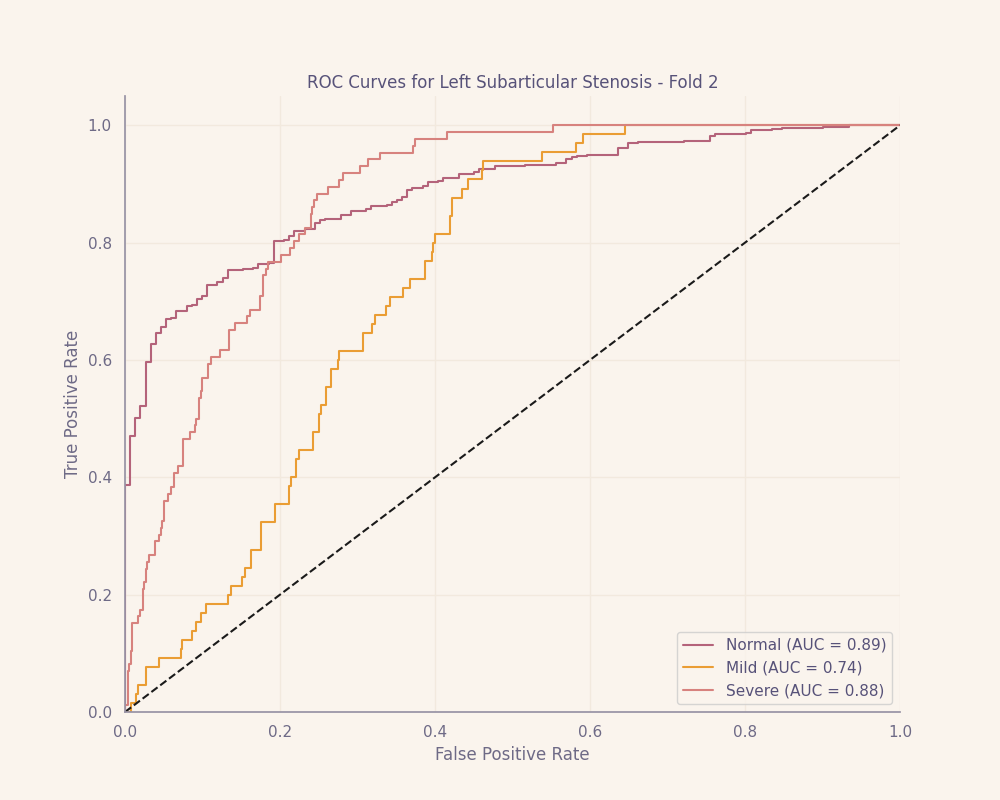 ROC Curves for Left Subarticular Stenosis - Fold 2
1.0
0.8
0.6
0.4
0.2
0.0
True Positive Rate
Normal (AUC = 0.89)
Mild (AUC = 0.74)
Severe (AUC = 0.88)
0.0 0.2 0.4 0.6 0.8 1.0
False Positive Rate